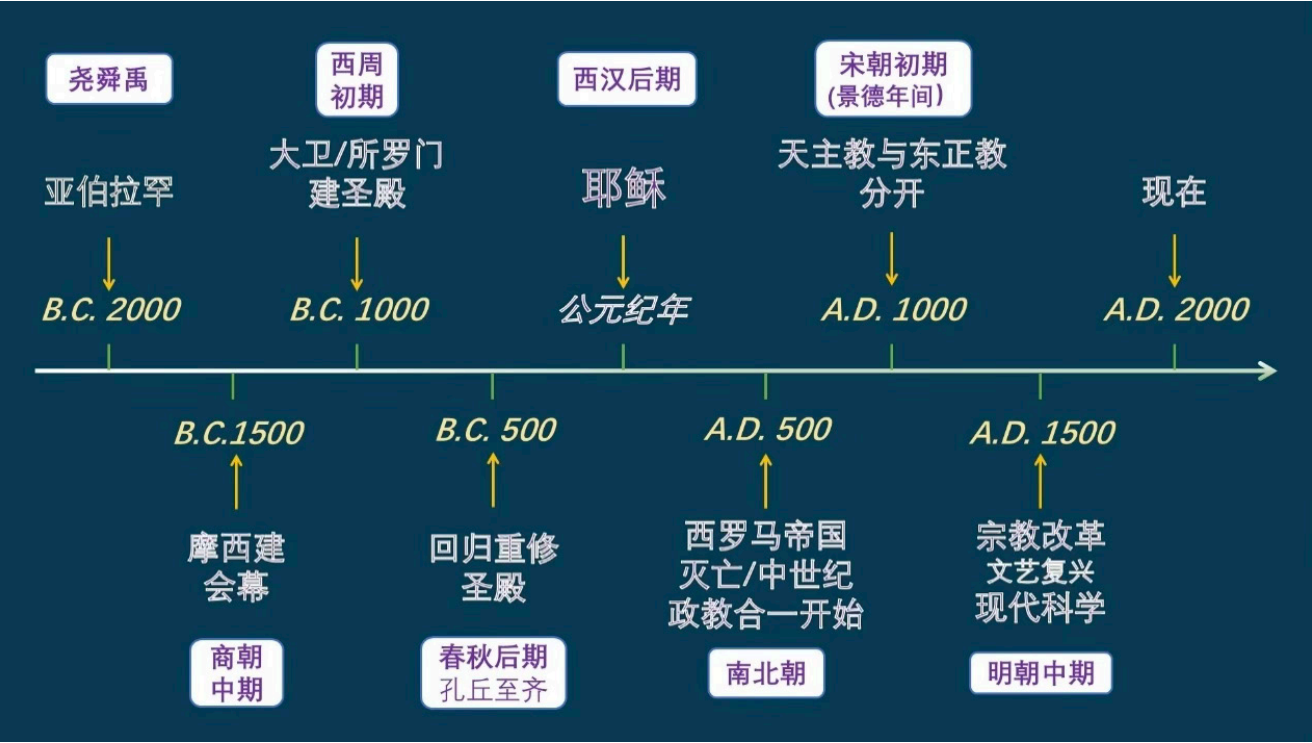 尧舜禹
亚伯拉罕
B.C. 2000
西周
初期
大卫/所罗门
建圣殿
B.C. 1000
西汉后期
耶稣
公元纪年
宋朝初期
(景德年间)
天主教与东正教
分开
A.D. 1000
现在
A.D. 2000
B.C.1500
摩西建
会幕
商朝
中期
B.C. 500
回归重修
圣殿
春秋后期
孔丘至齐
A.D. 500
西罗马帝国
灭亡/中世纪
政教合一开始
南北朝
A.D. 1500
宗教改革
文艺复兴
现代科学
明朝中期